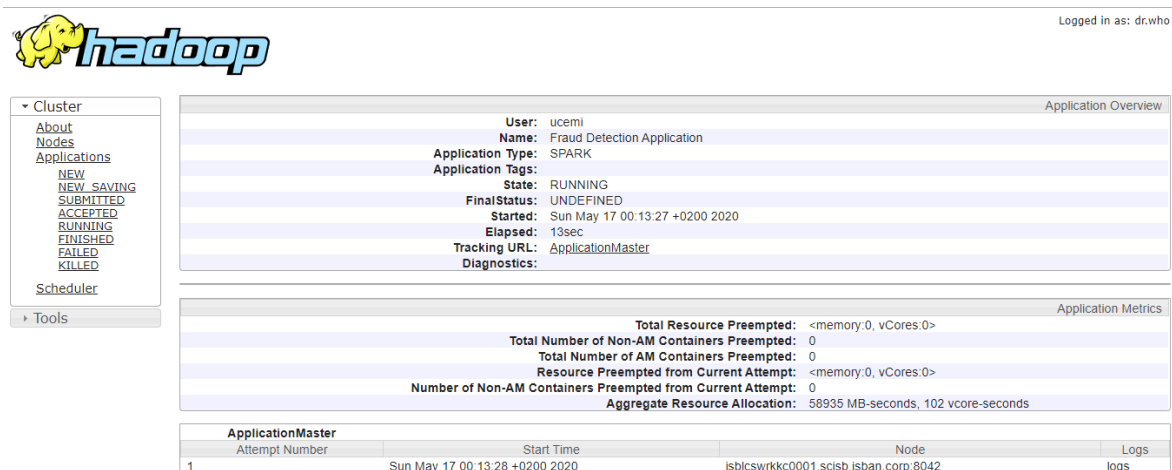 Logged in as: dr.who
hadoop
Cluster
About
Nodes
Applications
NEW
NEW_SAVING
SUBMITTED
ACCEPTED
RUNNING
FINISHED
FAILED
KILLED
Scheduler
Tools
Application Overview
User: ucemi
Name: Fraud Detection Application
Application Type: SPARK
Application Tags:
State: RUNNING
FinalStatus: UNDEFINED
Started: Sun May 17 00:13:27 +0200 2020
Elapsed: 13sec
Tracking URL: ApplicationMaster
Diagnostics:
Application Metrics
Total Resource Preempted: <memory:0, vCores:0>
Total Number of Non-AM Containers Preempted: 0
Total Number of AM Containers Preempted: 0
Resource Preempted from Current Attempt: <memory:0, vCores:0>
Number of Non-AM Containers Preempted from Current Attempt: 0
Aggregate Resource Allocation: 58935 MB-seconds, 102 vcore-seconds
ApplicationMaster
Attempt Number Start Time Node Logs
1 Sun May 17 00:13:28 +0200 2020 isblcswrkkc0001.scisb.isban.corp:8042 logs